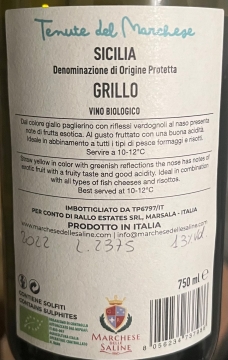 Tenute del Marchese
SICILIA
Denominazione di Origine Protetta
GRILLO
VINO BIOLOGICO
Dal colore giallo paglierino con riflessi verdognoli al naso presenta
note di frutta esotica. Al gusto fruttato con una buona acidità.
Ideale in abbinamento a tutti i tipi di pesce formaggi e risotti.
Servire a 10-12°C
Straw yellow in color with greenish reflections the nose has notes of
exotic fruit with a fruity taste and good acidity. Ideal in combination
with all types of fish cheeses and risottos.
Best served at 10-12°C
IMBOTTIGLIATO DA TP6797/IT
PER CONTO DI RALLO ESTATES SRL, MARSALA - ITALIA
PRODOTTO IN ITALIA
www.marchesedellesaline.com info@marchesedellesaline.com
2022 L.2375 13% Vol
750 ml e
CONTIENE SOLFITI
CONTAINS SULPHITES
MARCHESE
DELLE
SALINE